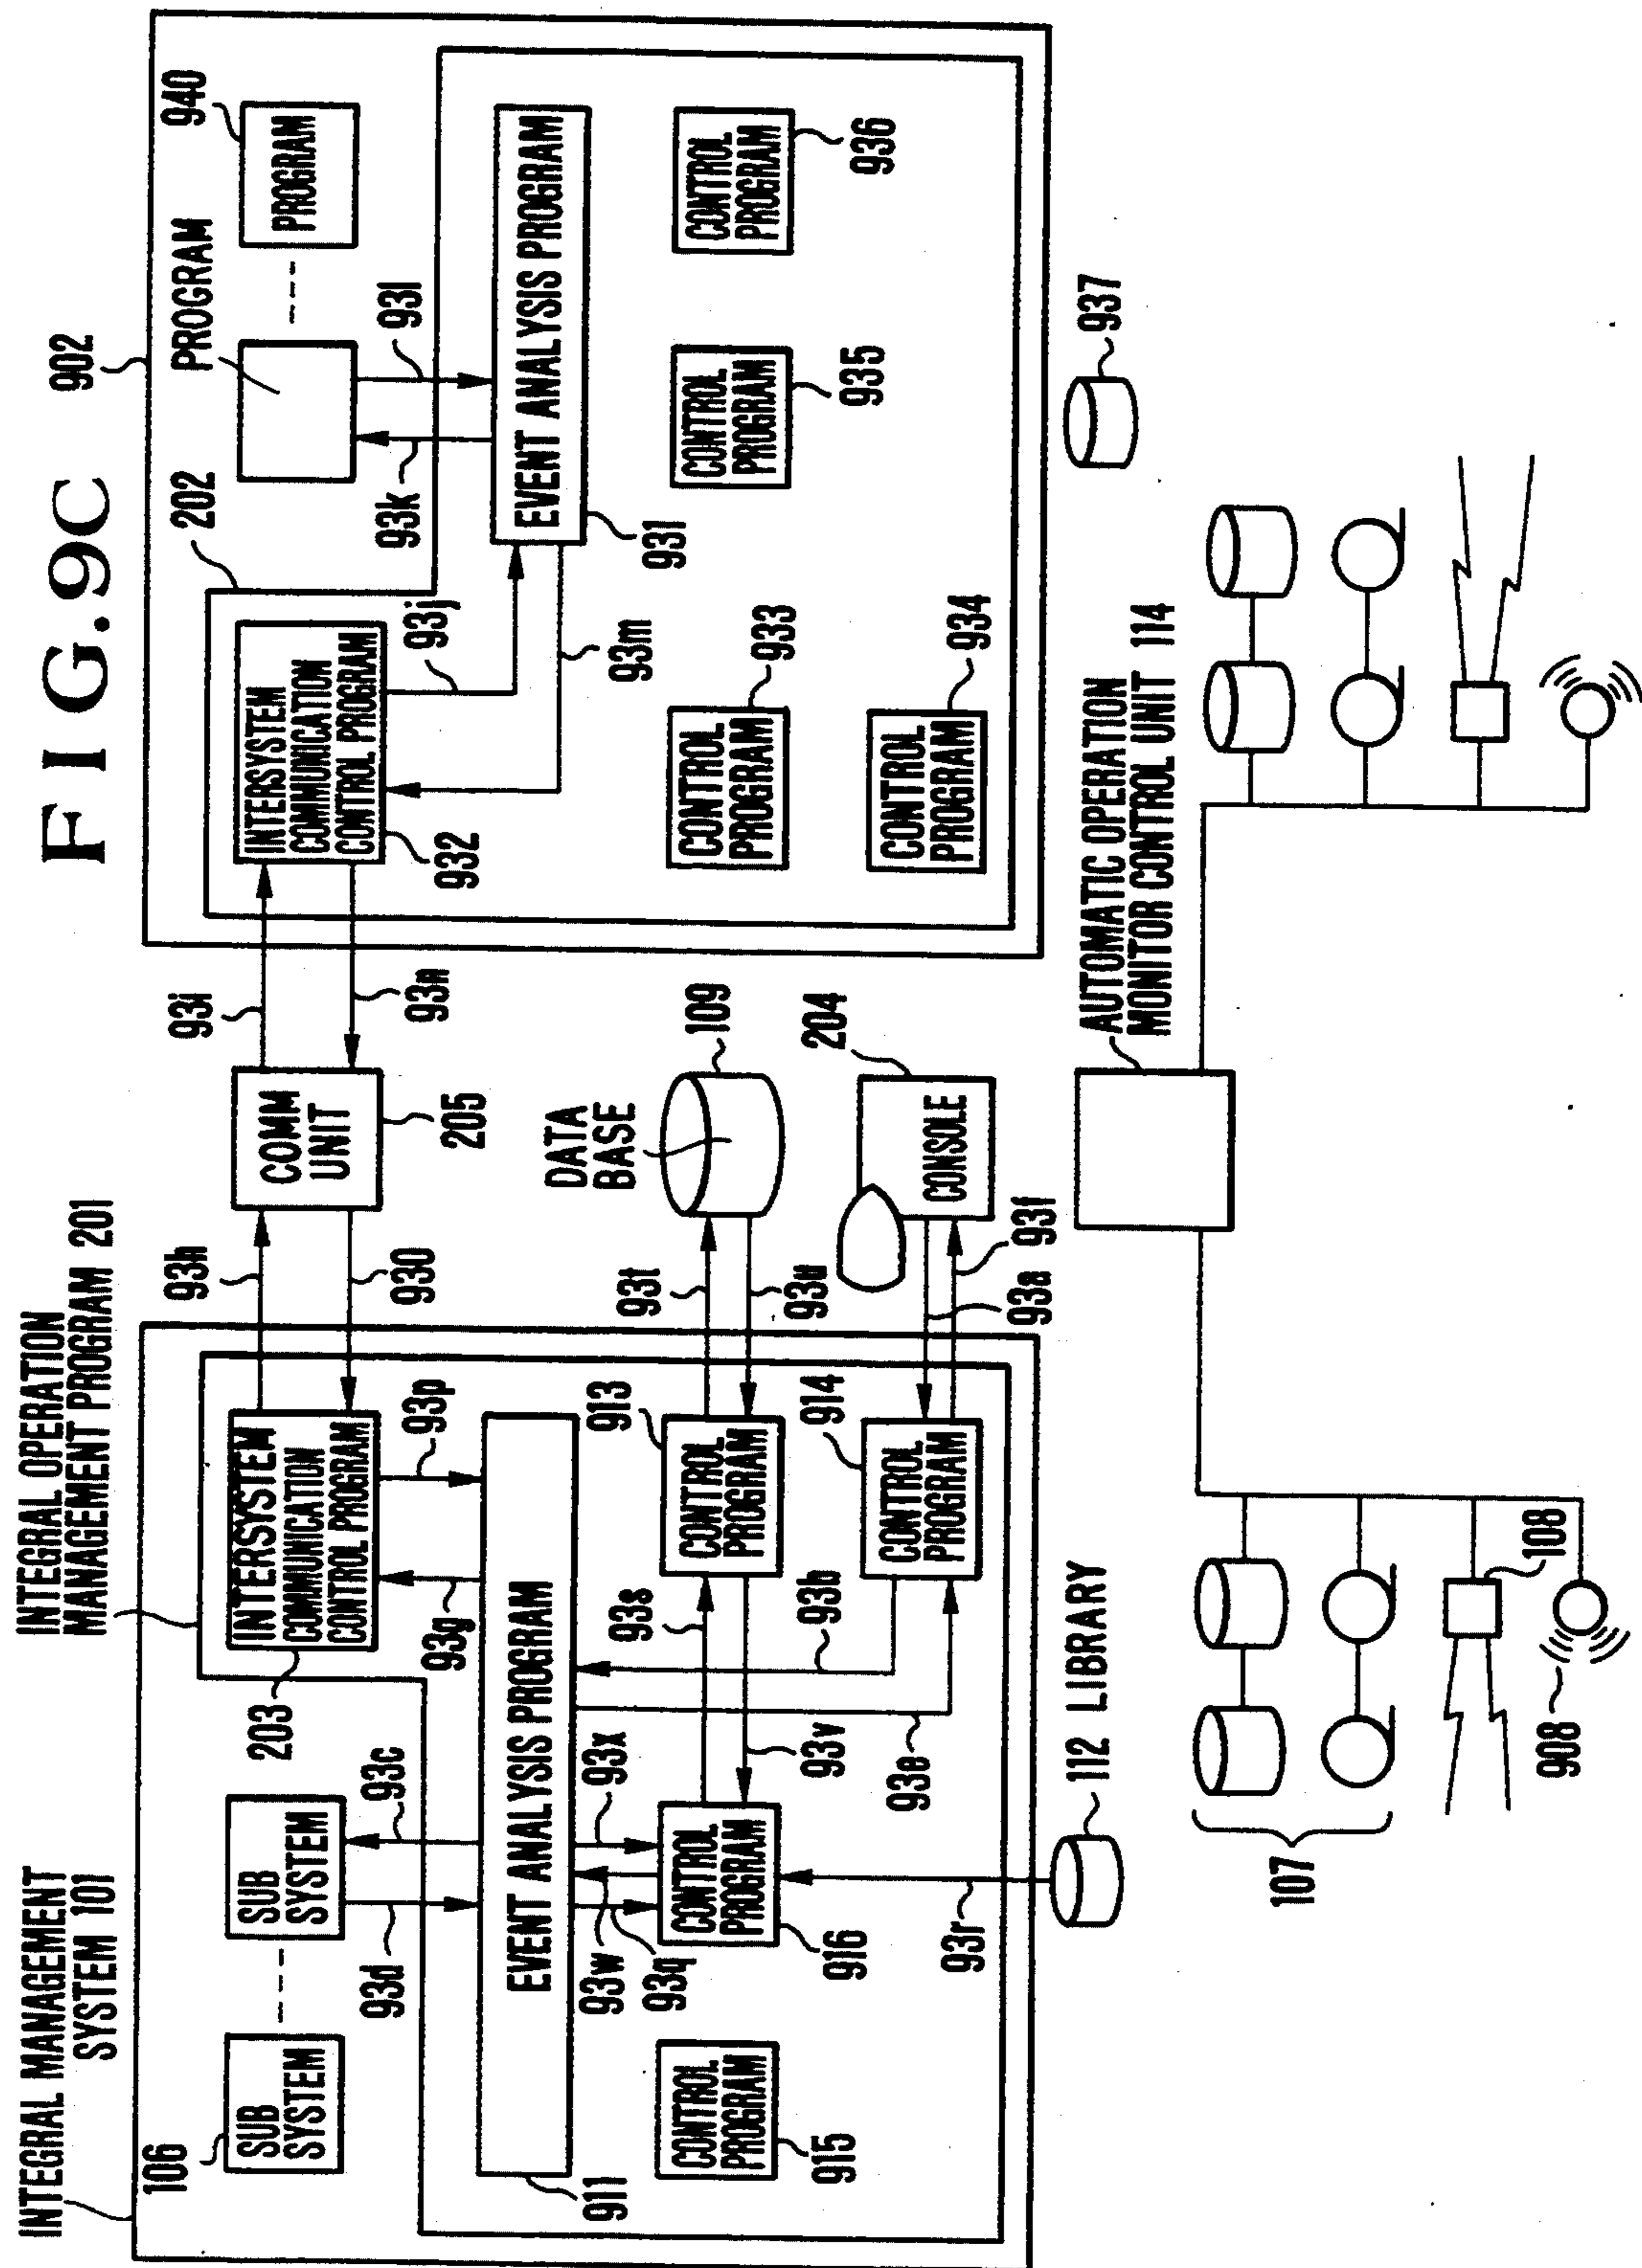 FIG.9C
902
INTEGRAL MANAGEMENT
SYSTEM 101
INTEGRAL OPERATION
MANAGEMENT PROGRAM 201
106
SUB
SYSTEM
SUB
SYSTEM
93d
93c
203
INTERSYSTEM
COMMUNICATION
CONTROL PROGRAM
93g
93p
93h
930
COMM
UNIT
205
93i
93n
202
INTERSYSTEM
COMMUNICATION
CONTROL PROGRAM
932
93j
93m
PROGRAM
940
PROGRAM
93k
93l
EVENT ANALYSIS PROGRAM
931
911
EVENT ANALYSIS PROGRAM
93w
93q
93x
93s
93v
93b
93e
CONTROL
PROGRAM
915
CONTROL
PROGRAM
916
93r
CONTROL
PROGRAM
913
CONTROL
PROGRAM
914
93t
93u
DATA
BASE
109
204
CONSOLE
93a
93f
CONTROL
PROGRAM
933
CONTROL
PROGRAM
934
CONTROL
PROGRAM
935
CONTROL
PROGRAM
936
937
112 LIBRARY
AUTOMATIC OPERATION
MONITOR CONTROL UNIT 114
107
108
908